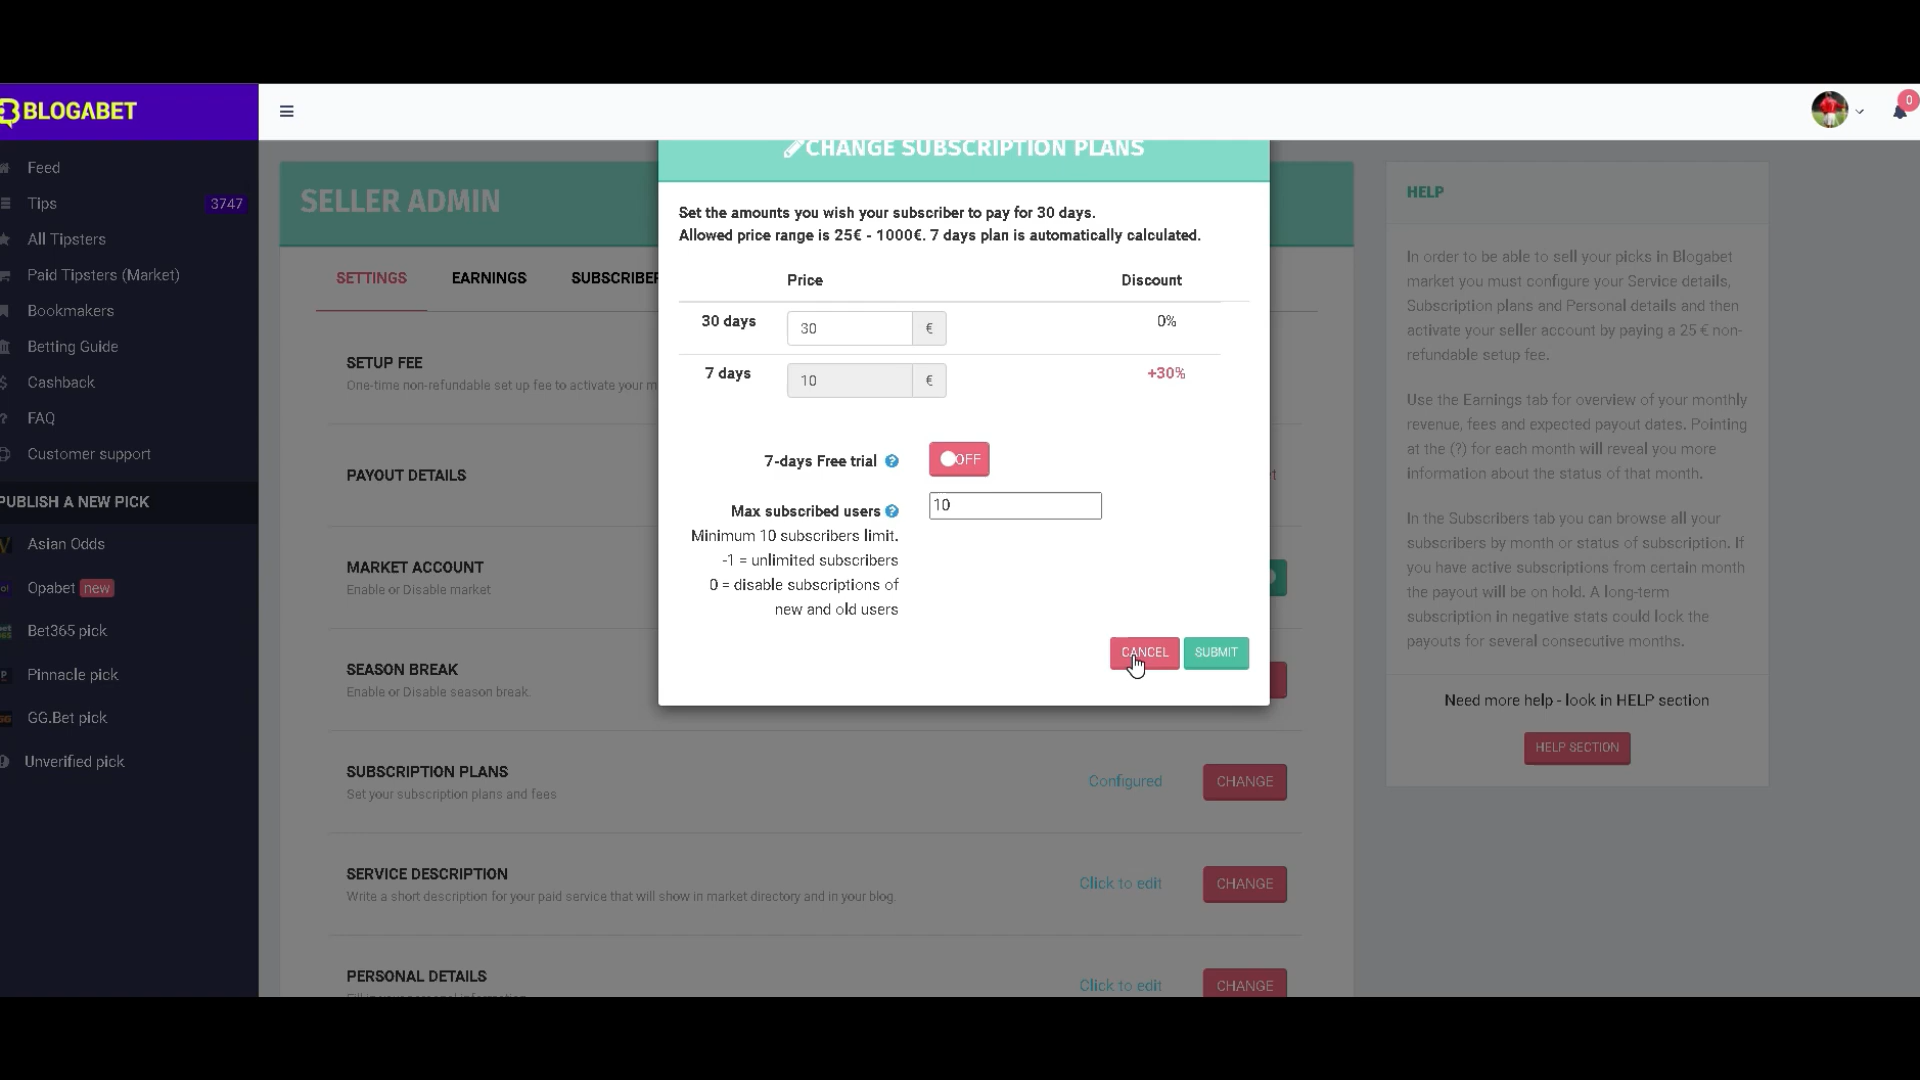 BLOGABET
0
Feed
Tips 3747
All Tipsters
Paid Tipsters (Market)
Bookmakers
Betting Guide
Cashback
FAQ
Customer support
PUBLISH A NEW PICK
Asian Odds
Opabet new
Bet365 pick
Pinnacle pick
GG.Bet pick
Unverified pick
SELLER ADMIN
SETTINGS EARNINGS SUBSCRIBER
SETUP FEE
One-time non-refundable set up fee to activate your m
PAYOUT DETAILS
MARKET ACCOUNT
Enable or Disable market
SEASON BREAK
Enable or Disable season break.
SUBSCRIPTION PLANS
Set your subscription plans and fees
Configured CHANGE
SERVICE DESCRIPTION
Write a short description for your paid service that will show in market directory and in your blog.
Click to edit CHANGE
PERSONAL DETAILS
Click to edit CHANGE
CHANGE SUBSCRIPTION PLANS
Set the amounts you wish your subscriber to pay for 30 days.
Allowed price range is 25€ - 1000€. 7 days plan is automatically calculated.
Price Discount
30 days 30 € 0%
7 days 10 € +30%
7-days Free trial ? OFF
Max subscribed users ? 10
Minimum 10 subscribers limit.
-1 = unlimited subscribers
0 = disable subscriptions of
new and old users
CANCEL SUBMIT
HELP
In order to be able to sell your picks in Blogabet
market you must configure your Service details,
Subscription plans and Personal details and then
activate your seller account by paying a 25 € non-
refundable setup fee.
Use the Earnings tab for overview of your monthly
revenue, fees and expected payout dates. Pointing
at the (?) for each month will reveal you more
information about the status of that month.
In the Subscribers tab you can browse all your
subscribers by month or status of subscription. If
you have active subscriptions from certain month
the payout will be on hold. A long-term
subscription in negative stats could lock the
payouts for several consecutive months.
Need more help - look in HELP section
HELP SECTION